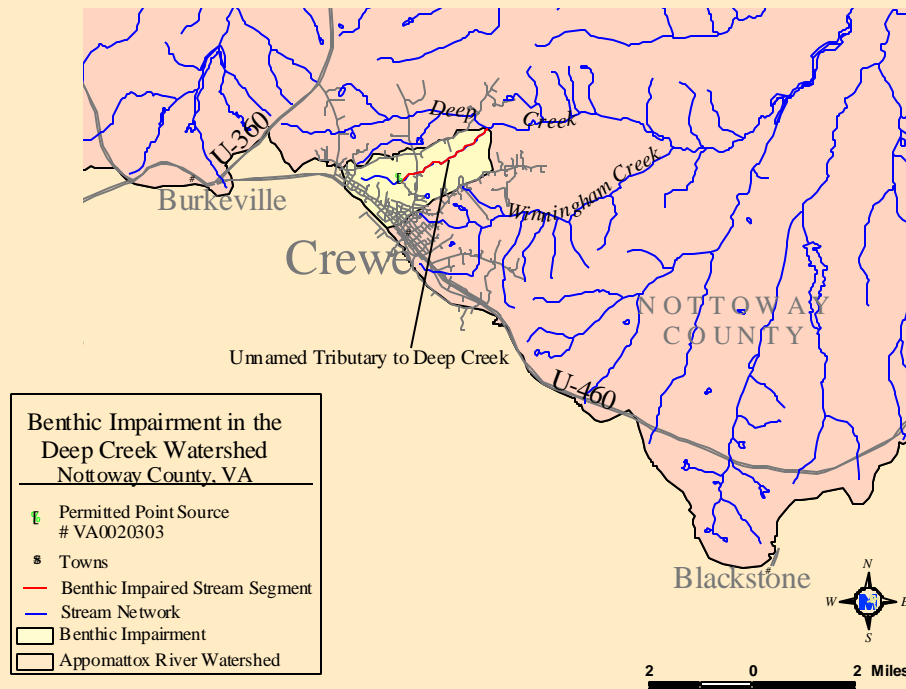 Deep Creek
U-360
Winningham Creek
Burkeville
Crewe
NOTTOWAY
COUNTY
Unnamed Tributary to Deep Creek
U-460
Blackstone
Benthic Impairment in the
Deep Creek Watershed
Nottoway County, VA
Permitted Point Source
# VA0020303
Towns
Benthic Impaired Stream Segment
Stream Network
Benthic Impairment
Appomattox River Watershed
N
W E
S
2 0 2 Miles